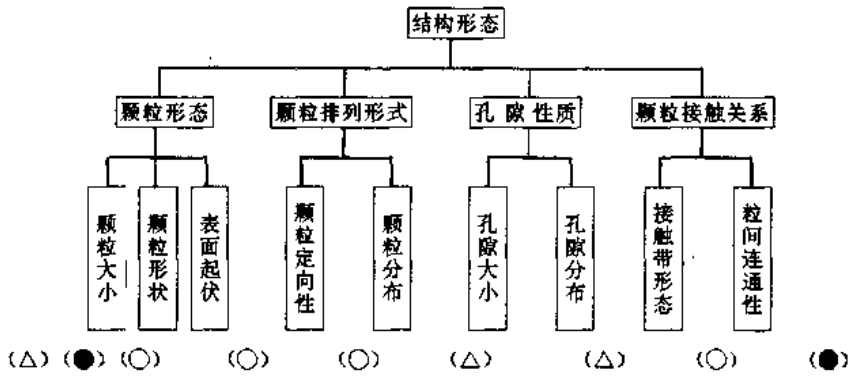 结构形态
颗粒形态 颗粒排列形式 孔隙性质 颗粒接触关系
颗粒大小 颗粒形状 表面起伏 颗粒定向性 颗粒分布 孔隙大小 孔隙分布 接触带形态 粒间连通性
(△) (●) (○) (○) (○) (△) (△) (○) (●)